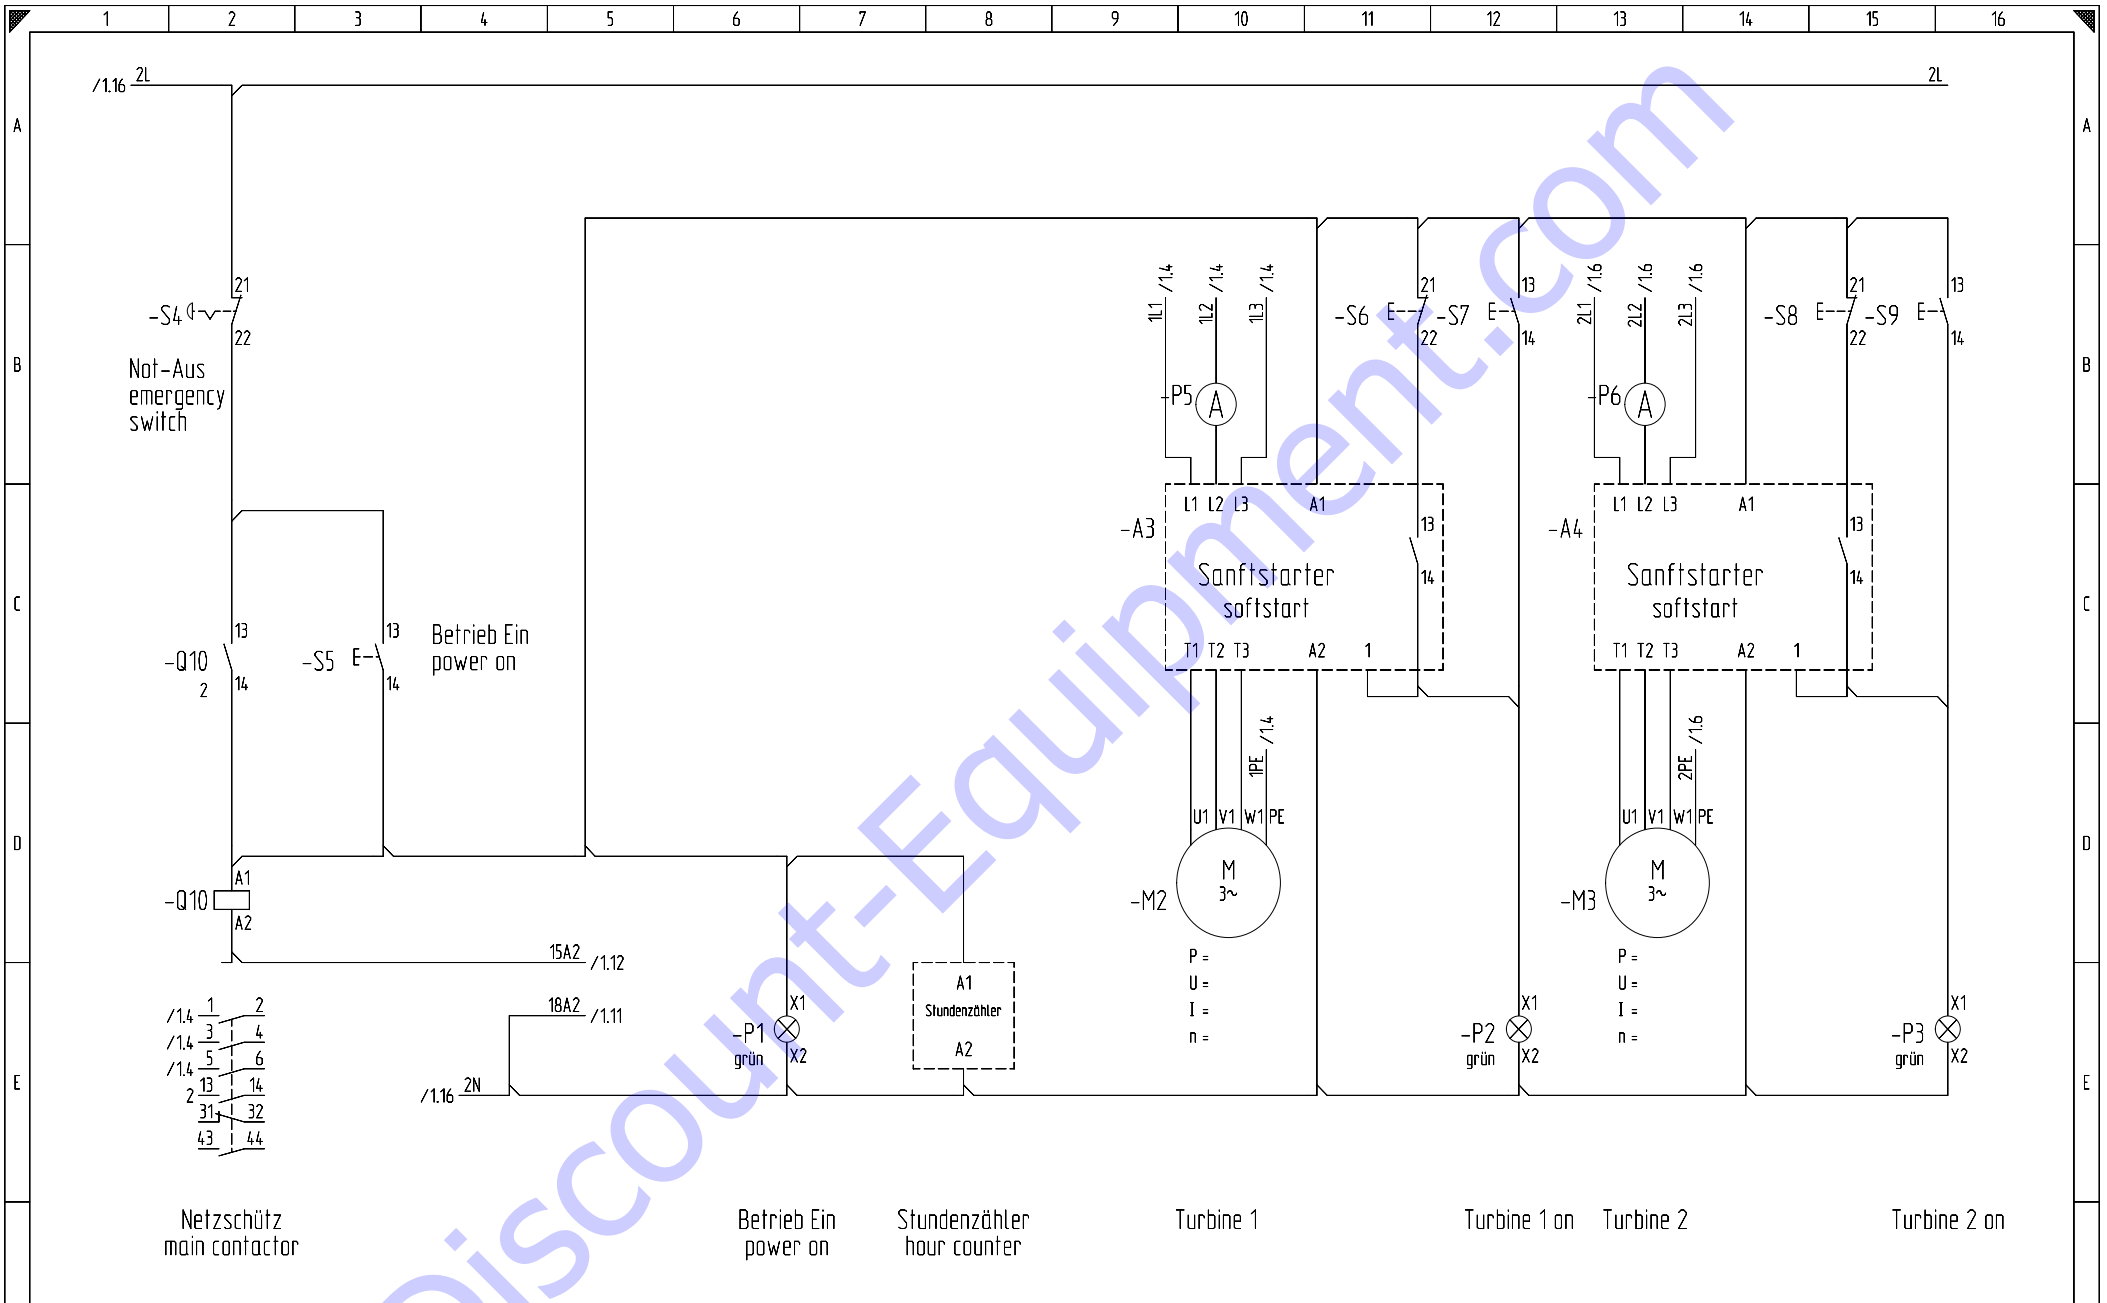 1 2 3 4 5 6 7 8 9 10 11 12 13 14 15 16
/1.16 2L 2L
A A
1L1 /1.4 1L2 /1.4 1L3 /1.4 2L1 /1.6 2L2 /1.6 2L3 /1.6
21 21 13 21 13
-S4 -S6 -S7 -S8 -S9
22 22 14 22 14
B B
Not-Aus
emergency
switch
-P5 A -P6 A
L1 L2 L3 A1 L1 L2 L3 A1
-A3 13 -A4 13
Sanftstarter 14 Sanftstarter 14
softstart softstart
C C
13 13 Betrieb Ein
-Q10 -S5 power on
2 14 14
T1 T2 T3 A2 1 T1 T2 T3 A2 1
1PE /1.4 2PE /1.6
U1 V1 W1 PE U1 V1 W1 PE
D D
A1
-Q10
A2
M M
3~ 3~
-M2 -M3
15A2 /1.12
P = P =
U = U =
I = I =
n = n =
18A2 /1.11
A1
Stundenzähler
A2
X1 X1 X1
-P1 -P2 -P3
grün X2 grün X2 grün X2
/1.4 1 2
/1.4 3 4
/1.4 5 6
2 13 14
31 32
43 44
E E
/1.16 2N
Netzschütz
main contactor
Betrieb Ein
power on
Stundenzähler
hour counter
Turbine 1 Turbine 1 on Turbine 2 Turbine 2 on
Discount-Equipment.com